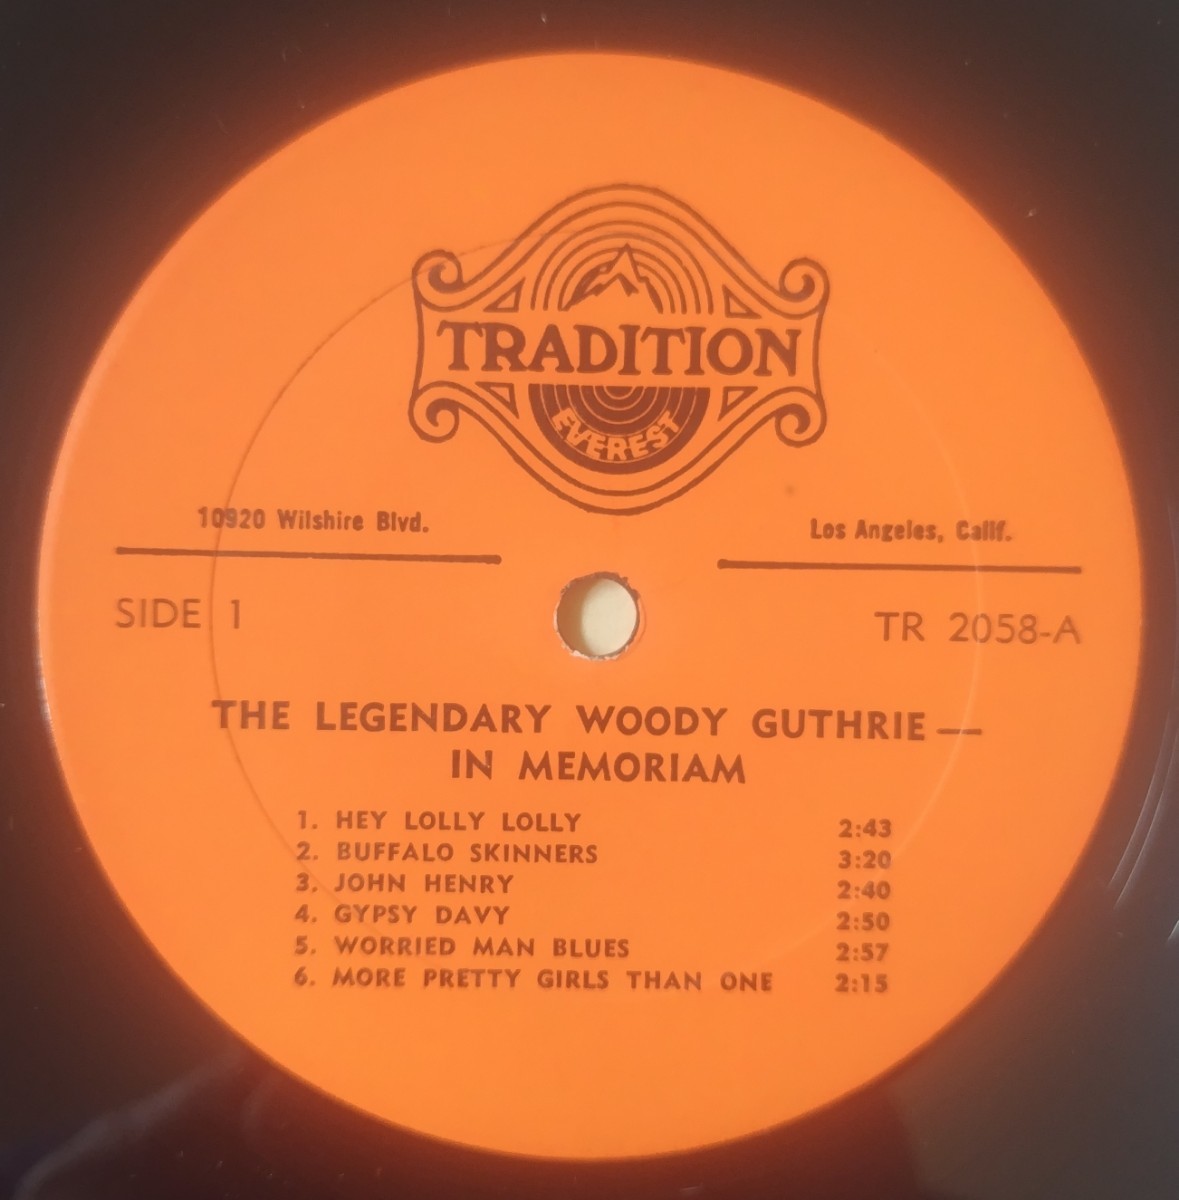 TRADITION
EVEREST
10920 Wilshire Blvd.
Los Angeles, Calif.
SIDE 1
TR 2058-A
THE LEGENDARY WOODY GUTHRIE —
IN MEMORIAM
1. HEY LOLLY LOLLY 2:43
2. BUFFALO SKINNERS 3:20
3. JOHN HENRY 2:40
4. GYPSY DAVY 2:50
5. WORRIED MAN BLUES 2:57
6. MORE PRETTY GIRLS THAN ONE 2:15